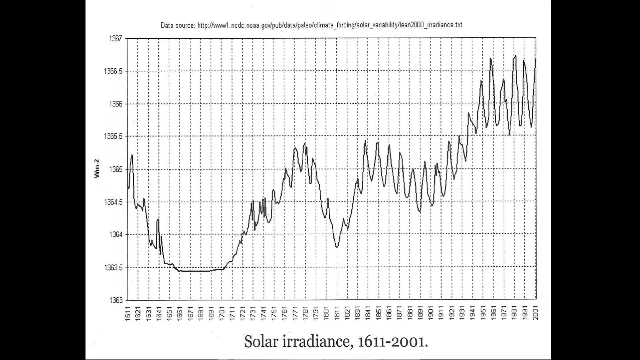 Data source: http://www1.ncdc.noaa.gov/pub/data/paleo/climate_forcing/solar_variability/lean2000_irradiance.txt
1367
1366.5
1366
1365.5
1365
1364.5
1364
1363.5
1363
Wm-2
1611 1621 1631 1641 1651 1661 1671 1681 1691 1701 1711 1721 1731 1741 1751 1761 1771 1781 1791 1801 1811 1821 1831 1841 1851 1861 1871 1881 1891 1901 1911 1921 1931 1941 1951 1961 1971 1981 1991 2001
Solar irradiance, 1611-2001.